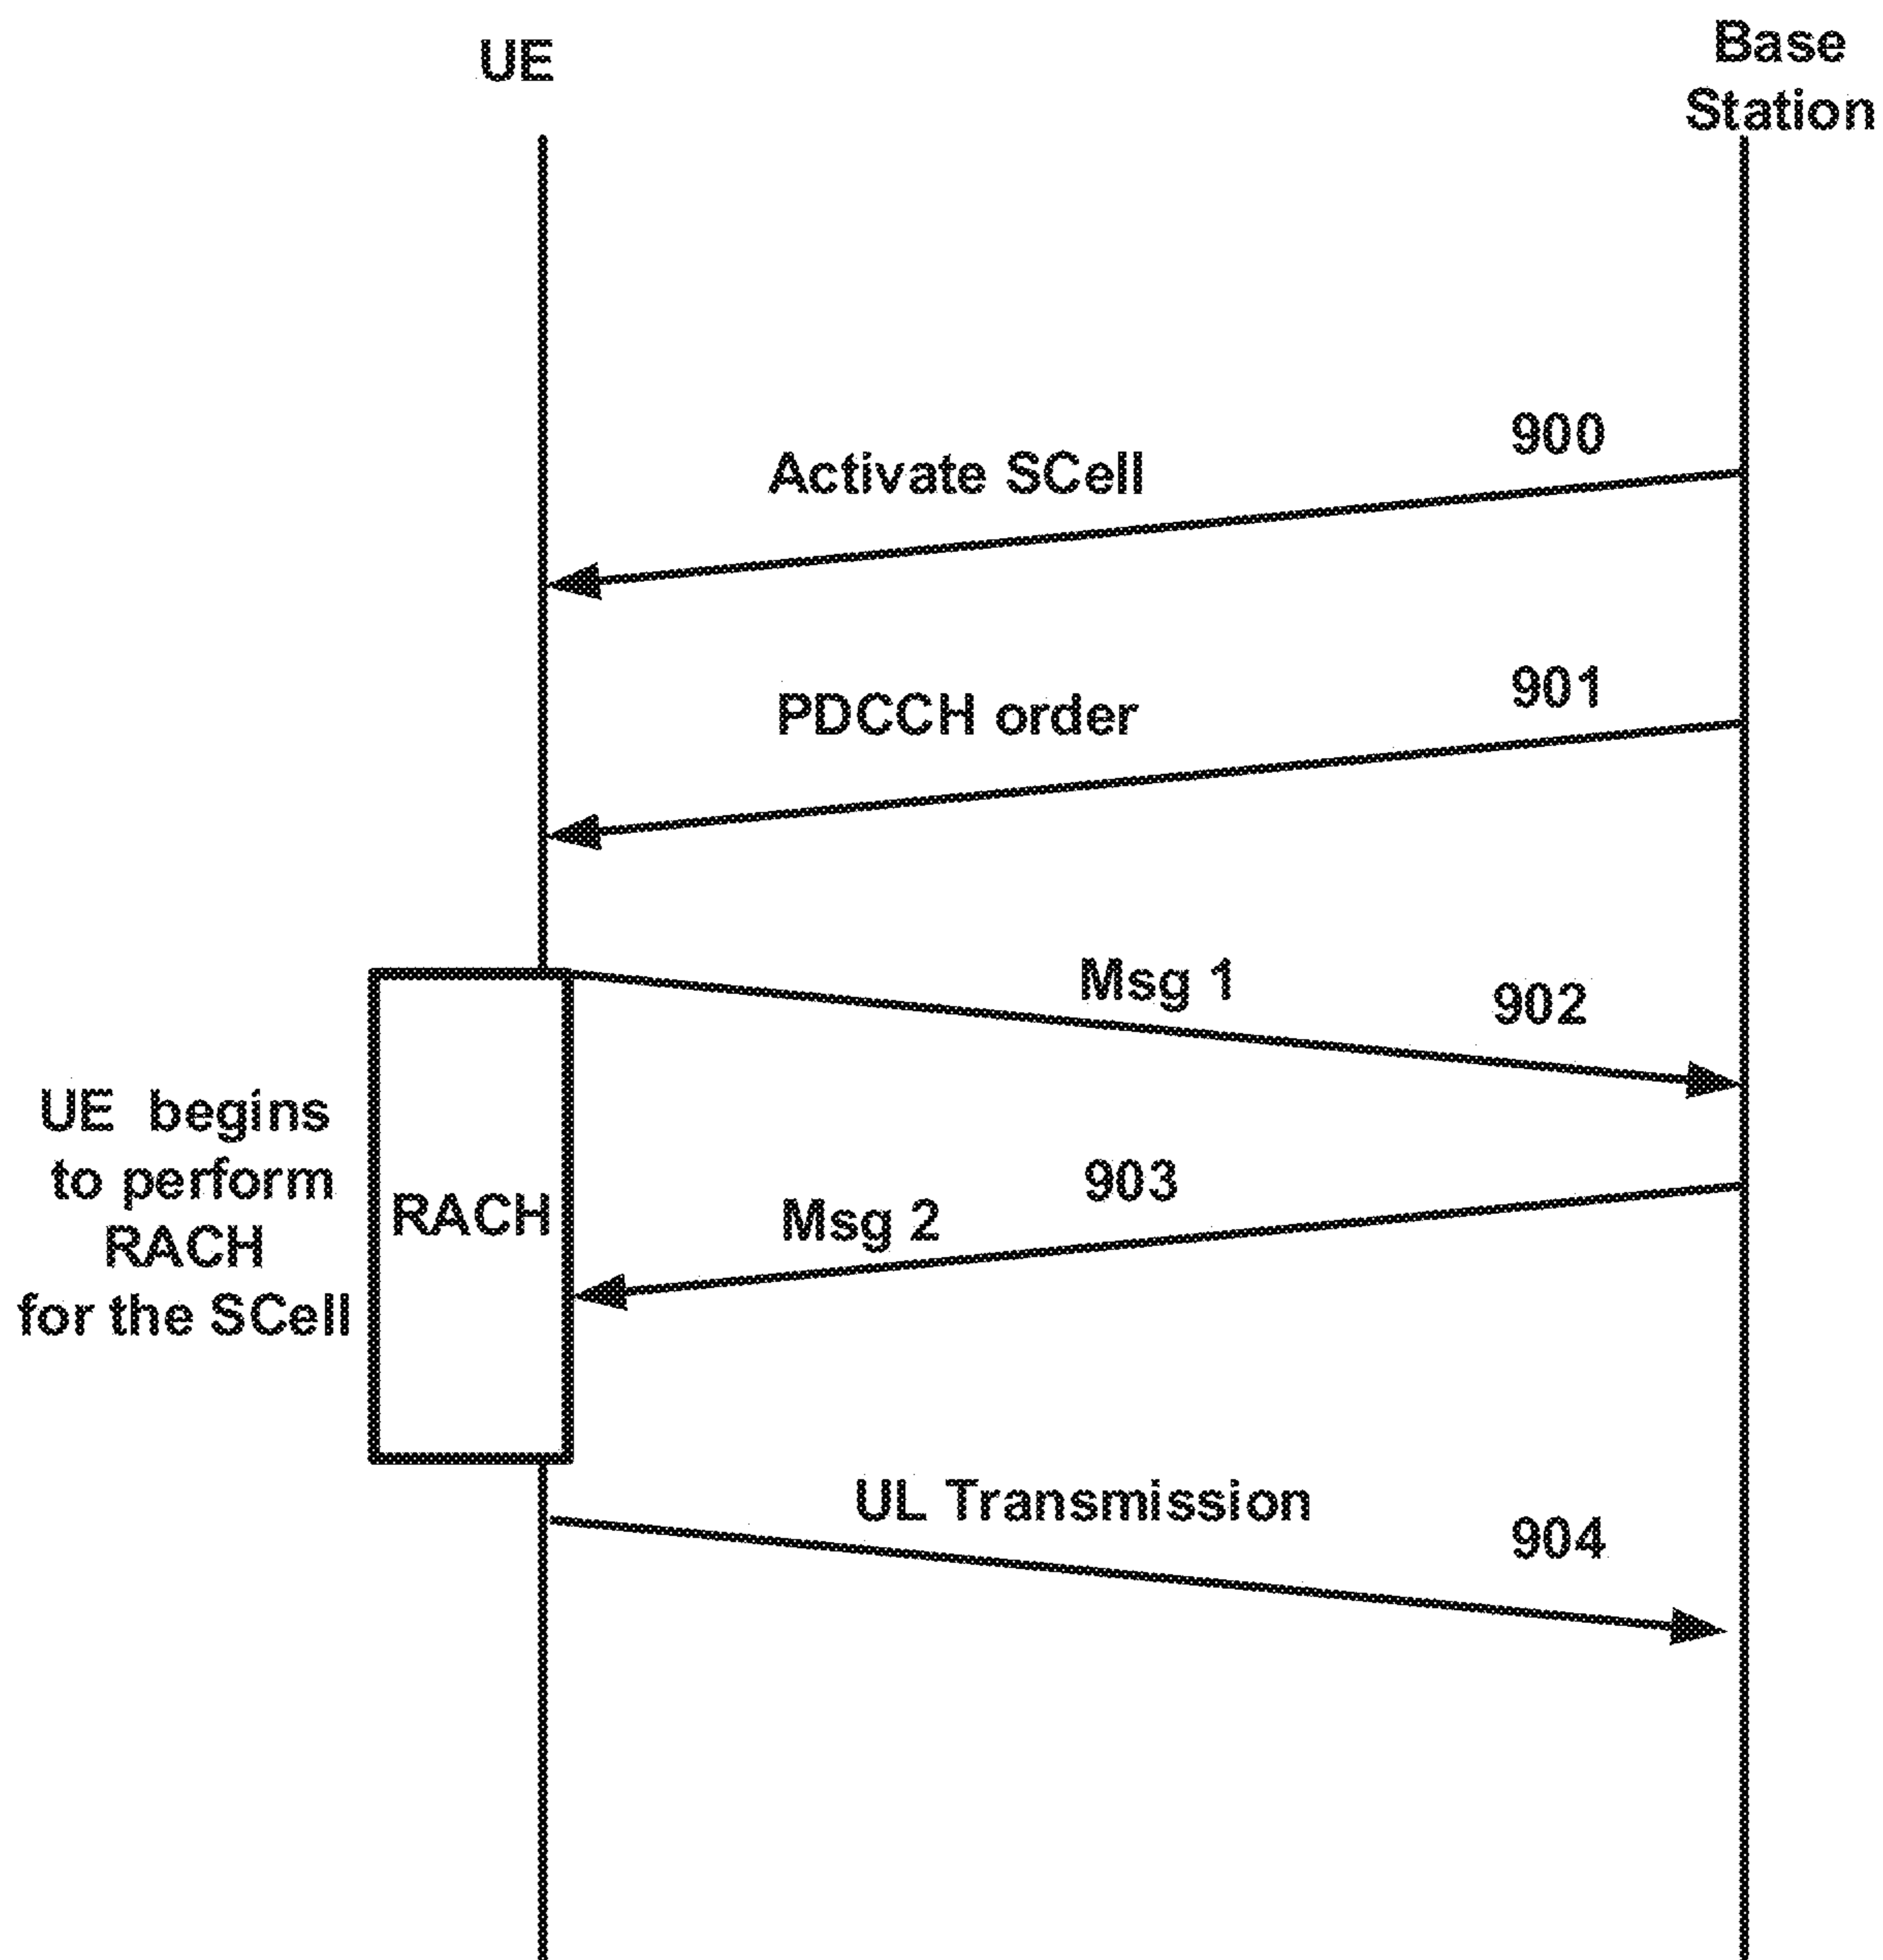 UE
Base
Station
900
Activate SCell
901
PDCCH order
Msg 1
902
UE begins
to perform
RACH
for the SCell
RACH
903
Msg 2
UL Transmission
904